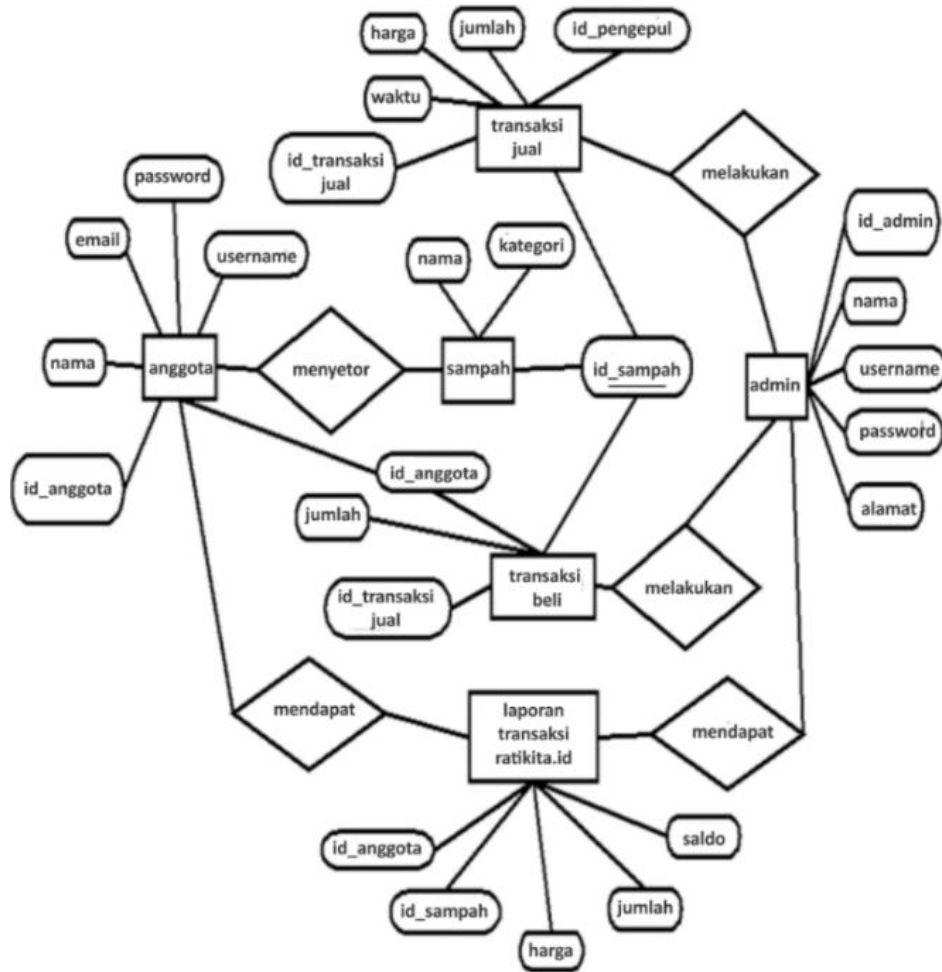 harga
jumlah
id_pengepul
waktu
transaksi
jual
id_transaksi
jual
melakukan
password
email
username
nama
kategori
id_admin
nama
nama
anggota
menyetor
sampah
id_sampah
admin
username
password
id_anggota
id_anggota
alamat
jumlah
transaksi
beli
melakukan
id_transaksi
jual
mendapat
laporan
transaksi
ratikita.id
mendapat
id_anggota
saldo
id_sampah
jumlah
harga